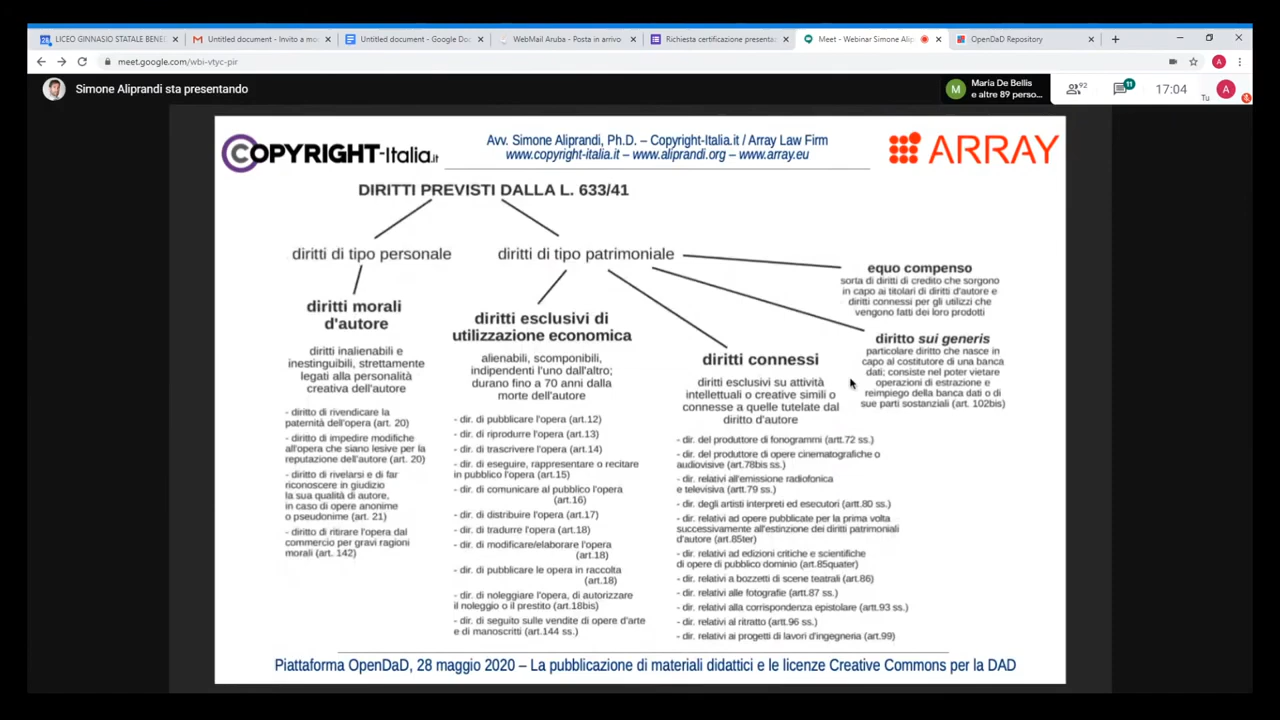 LICEO GINNASIO STATALE BENE
Untitled document - Invito a mo
Untitled document - Google Doc
WebMail Aruba - Posta in arrivo
Richiesta certificazione presenta
Meet - Webinar Simone Alip
OpenDaD Repository
meet.google.com/wbi-vtyc-pir
Simone Aliprandi sta presentando
M
Maria De Bellis
e altre 89 perso...
92
11
17:04
Tu
A
COPYRIGHT-Italia.it
Avv. Simone Aliprandi, Ph.D. – Copyright-Italia.it / Array Law Firm
www.copyright-italia.it – www.aliprandi.org – www.array.eu
ARRAY
DIRITTI PREVISTI DALLA L. 633/41
diritti di tipo personale
diritti di tipo patrimoniale
diritti morali
d'autore
diritti inalienabili e
inestinguibili, strettamente
legati alla personalità
creativa dell'autore
- diritto di rivendicare la
paternità dell'opera (art. 20)
- diritto di impedire modifiche
all'opera che siano lesive per la
reputazione dell'autore (art. 20)
- diritto di rivelarsi e di far
riconoscere in giudizio
la sua qualità di autore,
in caso di opere anonime
o pseudonime (art. 21)
- diritto di ritirare l'opera dal
commercio per gravi ragioni
morali (art. 142)
diritti esclusivi di
utilizzazione economica
alienabili, scomponibili,
indipendenti l'uno dall'altro;
durano fino a 70 anni dalla
morte dell'autore
- dir. di pubblicare l'opera (art.12)
- dir. di riprodurre l'opera (art.13)
- dir. di trascrivere l'opera (art.14)
- dir. di eseguire, rappresentare o recitare
in pubblico l'opera (art.15)
- dir. di comunicare al pubblico l'opera
(art.16)
- dir. di distribuire l'opera (art.17)
- dir. di tradurre l'opera (art.18)
- dir. di modificare/elaborare l'opera
(art.18)
- dir. di pubblicare le opera in raccolta
(art.18)
- dir. di noleggiare l'opera, di autorizzare
il noleggio o il prestito (art.18bis)
- dir. di seguito sulle vendite di opere d'arte
e di manoscritti (art.144 ss.)
diritti connessi
diritti esclusivi su attività
intellettuali o creative simili o
connesse a quelle tutelate dal
diritto d'autore
- dir. del produttore di fonogrammi (artt.72 ss.)
- dir. del produttore di opere cinematografiche o
audiovisive (art.78bis ss.)
- dir. relativi all'emissione radiofonica
e televisiva (artt.79 ss.)
- dir. degli artisti interpreti ed esecutori (artt.80 ss.)
- dir. relativi ad opere pubblicate per la prima volta
successivamente all'estinzione dei diritti patrimoniali
d'autore (art.85ter)
- dir. relativi ad edizioni critiche e scientifiche
di opere di pubblico dominio (art.85quater)
- dir. relativi a bozzetti di scene teatrali (art.86)
- dir. relativi alle fotografie (artt.87 ss.)
- dir. relativi alla corrispondenza epistolare (artt.93 ss.)
- dir. relativi al ritratto (artt.96 ss.)
- dir. relativi ai progetti di lavori d'ingegneria (art.99)
equo compenso
sorta di diritti di credito che sorgono
in capo ai titolari di diritti d'autore e
diritti connessi per gli utilizzi che
vengono fatti dei loro prodotti
diritto sui generis
particolare diritto che nasce in
capo al costitutore di una banca
dati; consiste nel poter vietare
operazioni di estrazione e
reimpiego della banca dati o di
sue parti sostanziali (art. 102bis)
Piattaforma OpenDaD, 28 maggio 2020 – La pubblicazione di materiali didattici e le licenze Creative Commons per la DAD